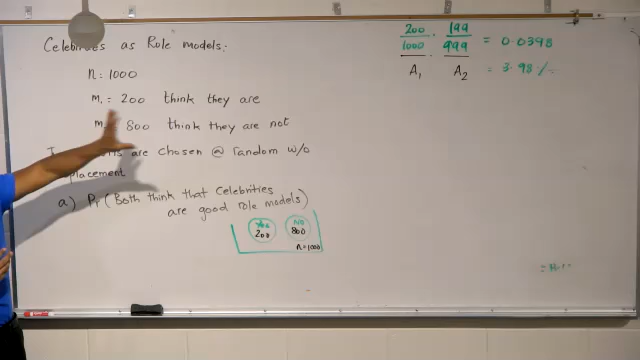 Celebrities as Role models:
n = 1000
m₁ = 200 think they are
800 think they are not
are chosen @ random w/o
a) Pr (Both think that Celebrities
are good role models)
Yes 200
No 800
n = 1000
200/1000 · 199/999 = 0.0398
A₁ A₂ = 3.98 %